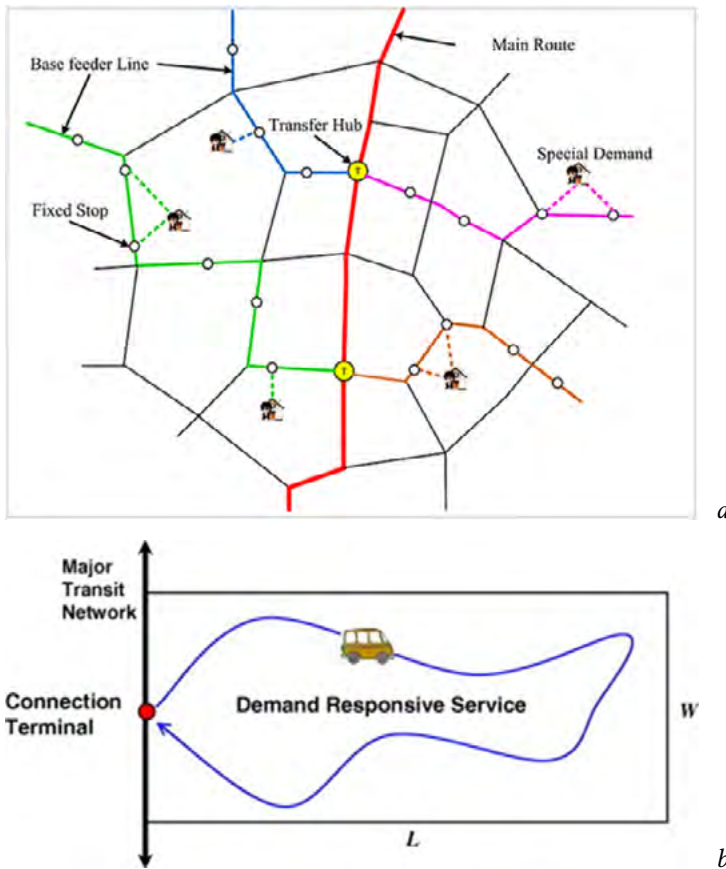 Main Route
Base feeder Line
Transfer Hub
T
Special Demand
Fixed Stop
T
a
Major
Transit
Network
Connection
Terminal
Demand Responsive Service
W
L
b